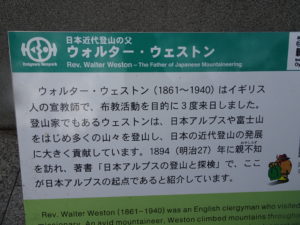 日本近代登山の父
ウォルター・ウェストン
Rev. Walter Weston – The Father of Japanese Mountaineering
ウォルター・ウェストン（1861～1940）はイギリス
人の宣教師で、布教活動を目的に３度来日しました。
登山家でもあるウェストンは、日本アルプスや富士山
をはじめ多くの山々を登山し、日本の近代登山の発展
に大きく貢献しています。1894（明治27）年に親不知
を訪れ、著書「日本アルプスの登山と探検」で、ここ
が日本アルプスの起点であると紹介しています。
Rev. Walter Weston (1861-1940) was an English clergyman who visited
missionary. An avid mountaineer, Weston climbed mountains through